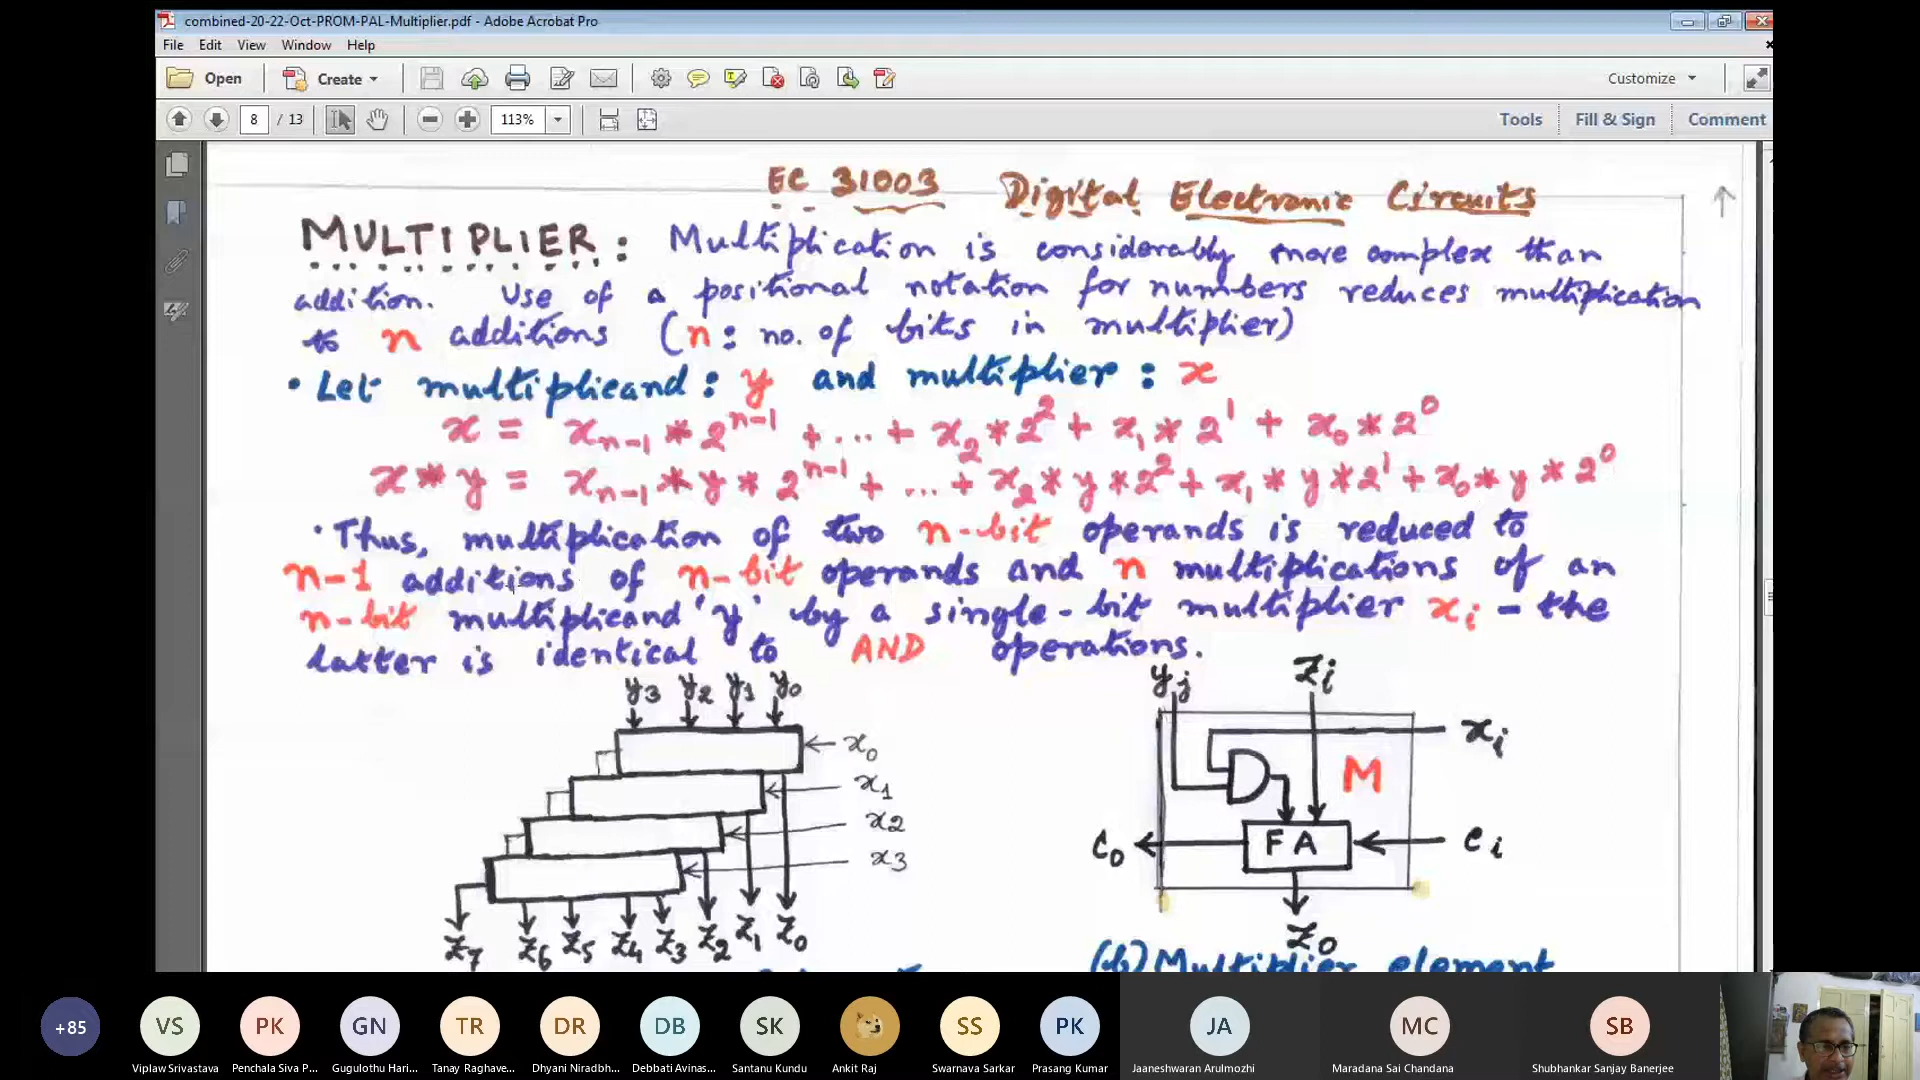 combined-20-22-Oct-PROM-PAL-Multiplier.pdf - Adobe Acrobat Pro
File Edit View Window Help
Open Create Customize
8 / 13 113% Tools Fill & Sign Comment
EC 31003 Digital Electronic Circuits
MULTIPLIER: Multiplication is considerably more complex than
addition. Use of a positional notation for numbers reduces multiplication
to n additions (n: no. of bits in multiplier)
• Let multiplicand: y and multiplier: x
x = xₙ₋₁ * 2ⁿ⁻¹ + ... + x₂ * 2² + x₁ * 2¹ + x₀ * 2⁰
x * y = xₙ₋₁ * y * 2ⁿ⁻¹ + ... + x₂ * y * 2² + x₁ * y * 2¹ + x₀ * y * 2⁰
• Thus, multiplication of two n-bit operands is reduced to
n-1 additions of n-bit operands and n multiplications of an
n-bit multiplicand 'y' by a single-bit multiplier xᵢ - the
latter is identical to AND operations.
y₃ y₂ y₁ y₀
x₀
x₁
x₂
x₃
z₇ z₆ z₅ z₄ z₃ z₂ z₁ z₀
yⱼ zᵢ
xᵢ
M
C₀ FA Cᵢ
Z₀
(b) Multiplier element
+85 VS PK GN TR DR DB SK SS PK JA MC SB
Viplaw Srivastava Penchala Siva P... Gugulothu Hari... Tanay Raghave... Dhyani Niradbh... Debbati Avinas... Santanu Kundu Ankit Raj Swarnava Sarkar Prasang Kumar Jaaneshwaran Arulmozhi Maradana Sai Chandana Shubhankar Sanjay Banerjee